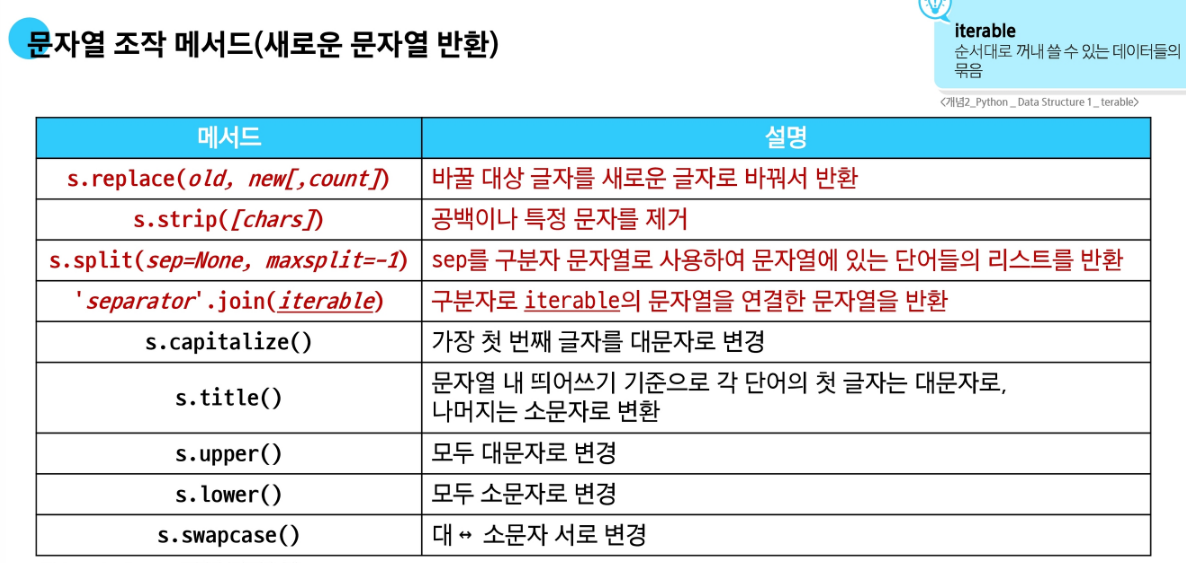 문자열 조작 메서드(새로운 문자열 반환)
iterable
순서대로 꺼내 쓸 수 있는 데이터들의
묶음
<개념2_Python _ Data Structure 1 _ terable>
메서드 설명
s.replace(old, new[,count]) 바꿀 대상 글자를 새로운 글자로 바꿔서 반환
s.strip([chars]) 공백이나 특정 문자를 제거
s.split(sep=None, maxsplit=-1) sep를 구분자 문자열로 사용하여 문자열에 있는 단어들의 리스트를 반환
'separator'.join(iterable) 구분자로 iterable의 문자열을 연결한 문자열을 반환
s.capitalize() 가장 첫 번째 글자를 대문자로 변경
s.title() 문자열 내 띄어쓰기 기준으로 각 단어의 첫 글자는 대문자로,
나머지는 소문자로 변환
s.upper() 모두 대문자로 변경
s.lower() 모두 소문자로 변경
s.swapcase() 대↔ 소문자 서로 변경